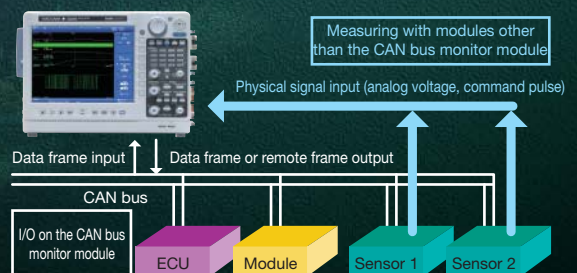 Measuring with modules other
than the CAN bus monitor module
Physical signal input (analog voltage, command pulse)
Data frame input
Data frame or remote frame output
CAN bus
I/O on the CAN bus
monitor module
ECU
Module
Sensor 1
Sensor 2